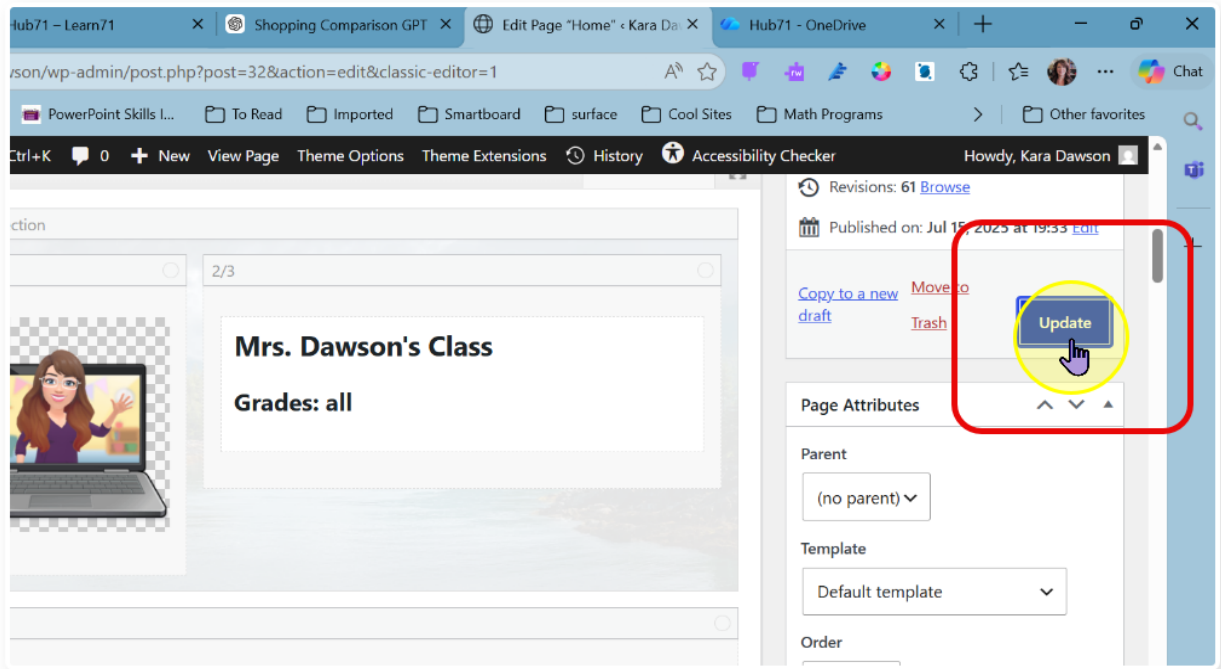 Hub71 – Learn71
Shopping Comparison GPT
Edit Page "Home" ‹ Kara Da
Hub71 - OneDrive
vson/wp-admin/post.php?post=32&action=edit&classic-editor=1
Chat
PowerPoint Skills I...
To Read
Imported
Smartboard
surface
Cool Sites
Math Programs
Other favorites
Ctrl+K
0
New
View Page
Theme Options
Theme Extensions
History
Accessibility Checker
Howdy, Kara Dawson
Revisions: 61 Browse
Published on: Jul 15, 2025 at 19:33 Edit
ction
2/3
Copy to a new
draft
Move to
Trash
Update
Mrs. Dawson's Class
Grades: all
Page Attributes
Parent
(no parent)
Template
Default template
Order